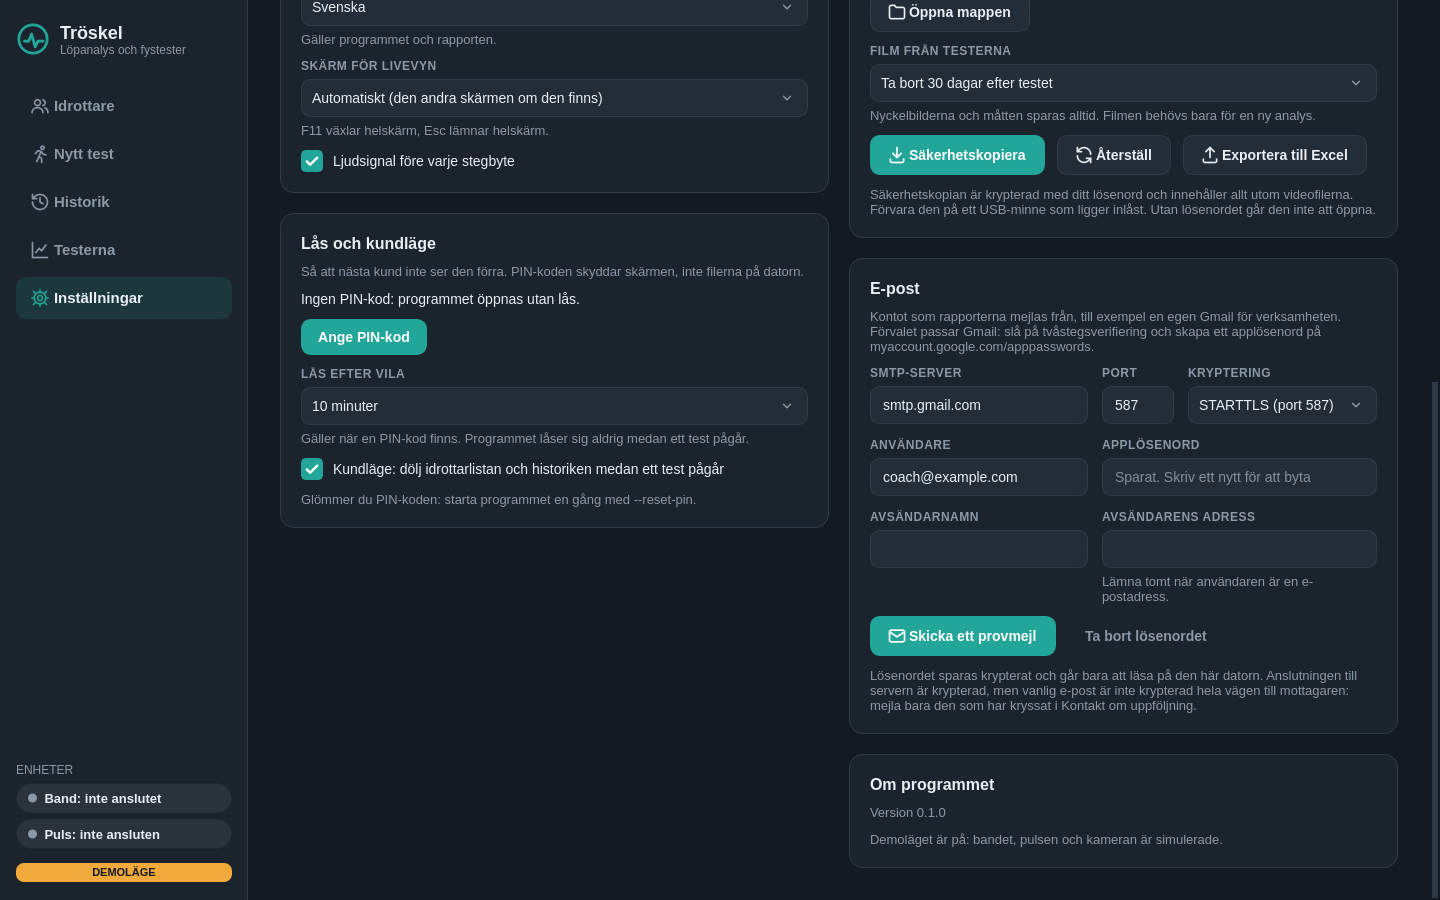 Tröskel
Löpanalys och fystester
Idrottare
Nytt test
Historik
Testerna
Inställningar
ENHETER
Band: inte anslutet
Puls: inte ansluten
DEMOLÄGE
Svenska
Gäller programmet och rapporten.
SKÄRM FÖR LIVEVYN
Automatiskt (den andra skärmen om den finns)
F11 växlar helskärm, Esc lämnar helskärm.
Ljudsignal före varje stegbyte
Lås och kundläge
Så att nästa kund inte ser den förra. PIN-koden skyddar skärmen, inte filerna på datorn.
Ingen PIN-kod: programmet öppnas utan lås.
Ange PIN-kod
LÅS EFTER VILA
10 minuter
Gäller när en PIN-kod finns. Programmet låser sig aldrig medan ett test pågår.
Kundläge: dölj idrottarlistan och historiken medan ett test pågår
Glömmer du PIN-koden: starta programmet en gång med --reset-pin.
Öppna mappen
FILM FRÅN TESTERNA
Ta bort 30 dagar efter testet
Nyckelbilderna och måtten sparas alltid. Filmen behövs bara för en ny analys.
Säkerhetskopiera
Återställ
Exportera till Excel
Säkerhetskopian är krypterad med ditt lösenord och innehåller allt utom videofilerna.
Förvara den på ett USB-minne som ligger inlåst. Utan lösenordet går den inte att öppna.
E-post
Kontot som rapporterna mejlas från, till exempel en egen Gmail för verksamheten.
Förvalet passar Gmail: slå på tvåstegsverifiering och skapa ett applösenord på
myaccount.google.com/apppasswords.
SMTP-SERVER
PORT
KRYPTERING
smtp.gmail.com
587
STARTTLS (port 587)
ANVÄNDARE
APPLÖSENORD
coach@example.com
Sparat. Skriv ett nytt för att byta
AVSÄNDARNAMN
AVSÄNDARENS ADRESS
Lämna tomt när användaren är en e-
postadress.
Skicka ett provmejl
Ta bort lösenordet
Lösenordet sparas krypterat och går bara att läsa på den här datorn. Anslutningen till
servern är krypterad, men vanlig e-post är inte krypterad hela vägen till mottagaren:
mejla bara den som har kryssat i Kontakt om uppföljning.
Om programmet
Version 0.1.0
Demoläget är på: bandet, pulsen och kameran är simulerade.